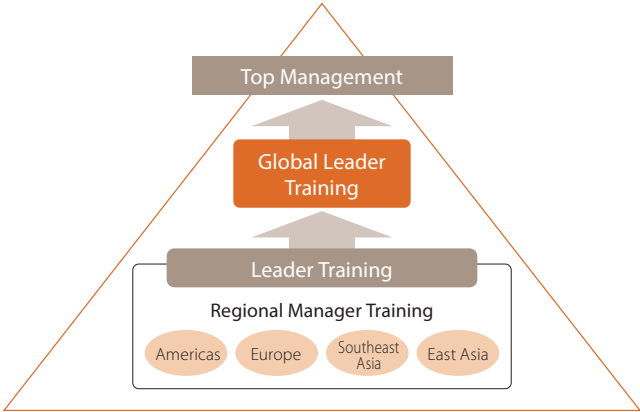 Top Management
Global Leader
Training
Leader Training
Regional Manager Training
Americas
Europe
Southeast
Asia
East Asia